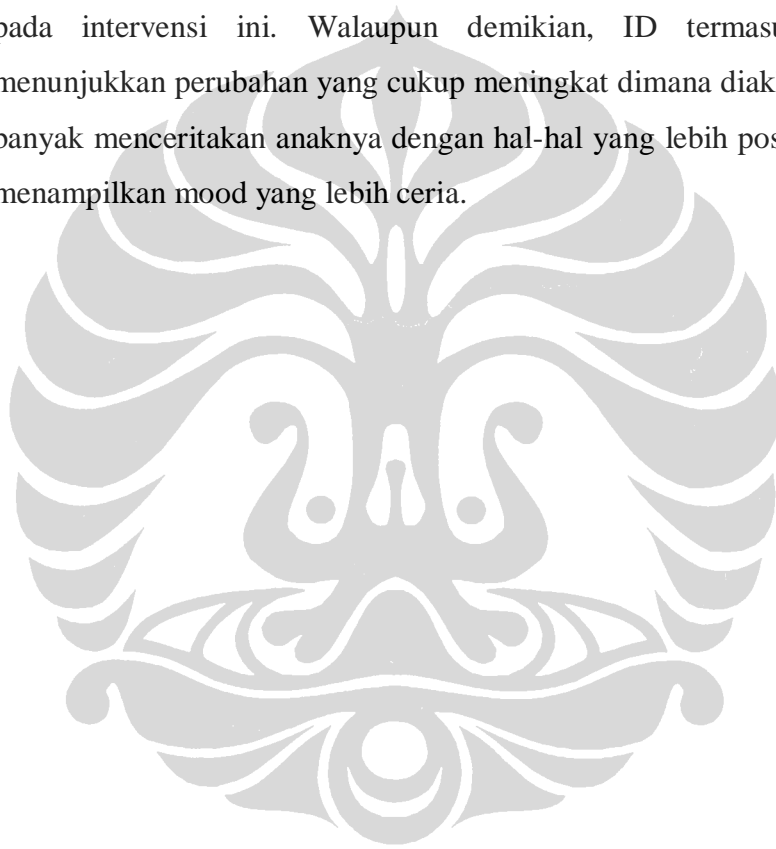 pada intervensi ini. Walaupun demikian, ID termasu
menunjukkan perubahan yang cukup meningkat dimana diak
banyak menceritakan anaknya dengan hal-hal yang lebih pos
menampilkan mood yang lebih ceria.